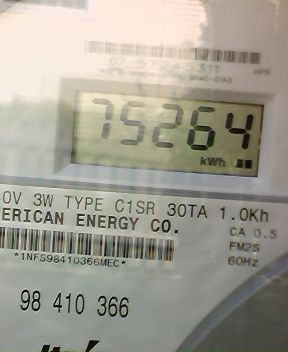 75264
kWh
0V 3W TYPE C1SR 30TA 1.0Kh
ERICAN ENERGY CO.
CA 0.5
FM2S
60Hz
*1NFS98410366MEC*
98 410 366